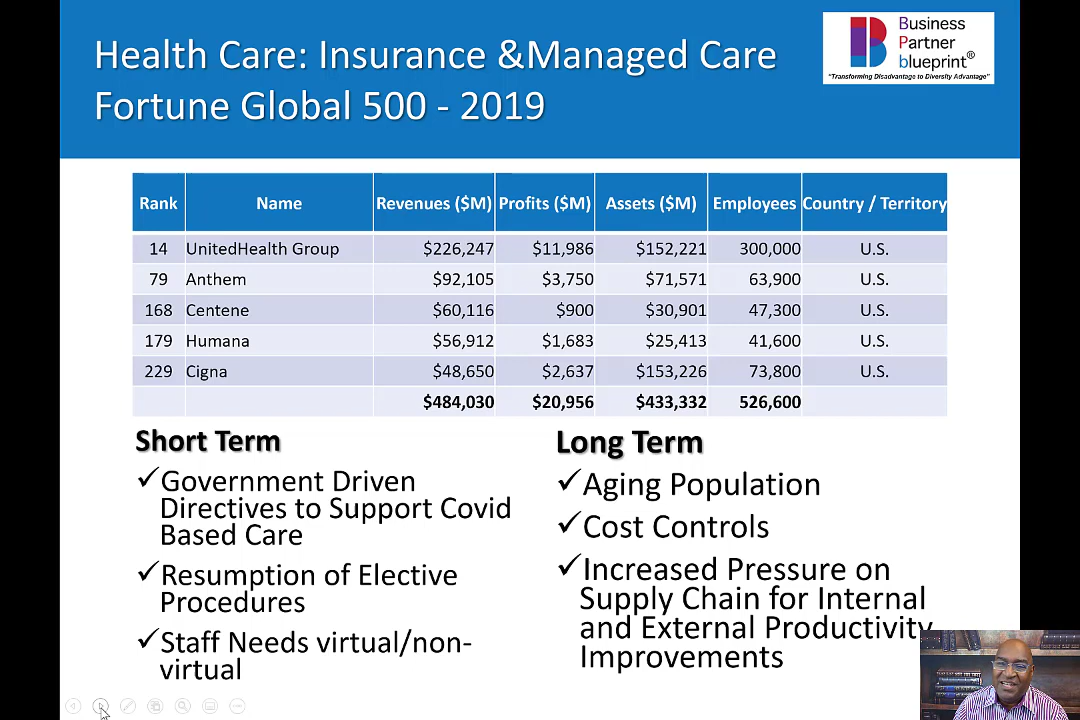 Health Care: Insurance &Managed Care
Fortune Global 500 - 2019
Business
Partner
blueprint®
"Transforming Disadvantage to Diversity Advantage"
Rank Name Revenues ($M) Profits ($M) Assets ($M) Employees Country / Territory
14 UnitedHealth Group $226,247 $11,986 $152,221 300,000 U.S.
79 Anthem $92,105 $3,750 $71,571 63,900 U.S.
168 Centene $60,116 $900 $30,901 47,300 U.S.
179 Humana $56,912 $1,683 $25,413 41,600 U.S.
229 Cigna $48,650 $2,637 $153,226 73,800 U.S.
$484,030 $20,956 $433,332 526,600
Short Term
✓Government Driven
Directives to Support Covid
Based Care
✓Resumption of Elective
Procedures
✓Staff Needs virtual/non-
virtual
Long Term
✓Aging Population
✓Cost Controls
✓Increased Pressure on
Supply Chain for Internal
and External Productivity
Improvements